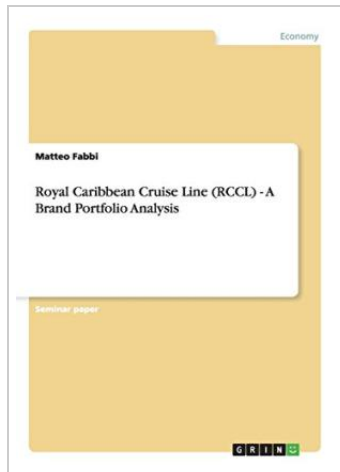 Economy
Matteo Fabbi
Royal Caribbean Cruise Line (RCCL) - A
Brand Portfolio Analysis
Seminar paper
GRIN